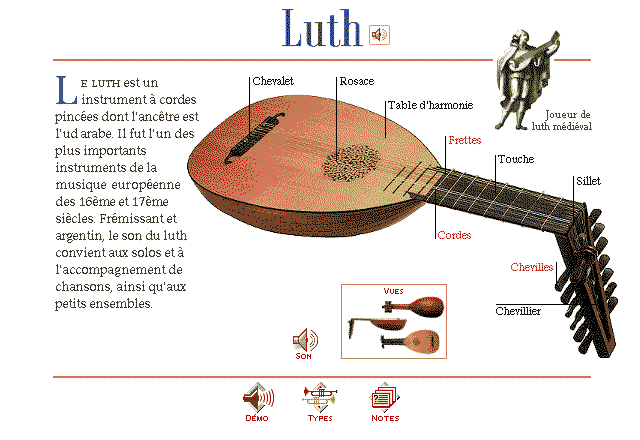 Luth
LE LUTH est un
instrument à cordes
pincées dont l'ancêtre est
l'ud arabe. Il fut l'un des
plus importants
instruments de la
musique européenne
des 16ème et 17ème
siècles. Frémissant et
argentin, le son du luth
convient aux solos et à
l'accompagnement de
chansons, ainsi qu'aux
petits ensembles.
Chevalet
Rosace
Table d'harmonie
Joueur de
luth médiéval
Frettes
Touche
Sillet
Cordes
Chevilles
Chevillier
VUES
SON
DÉMO
TYPES
NOTES